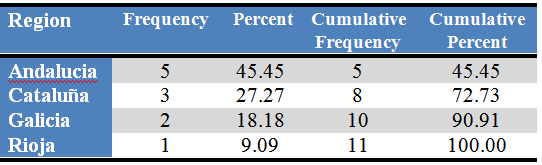 Region Frequency Percent Cumulative Frequency Cumulative Percent
Andalucia 5 45.45 5 45.45
Cataluña 3 27.27 8 72.73
Galicia 2 18.18 10 90.91
Rioja 1 9.09 11 100.00